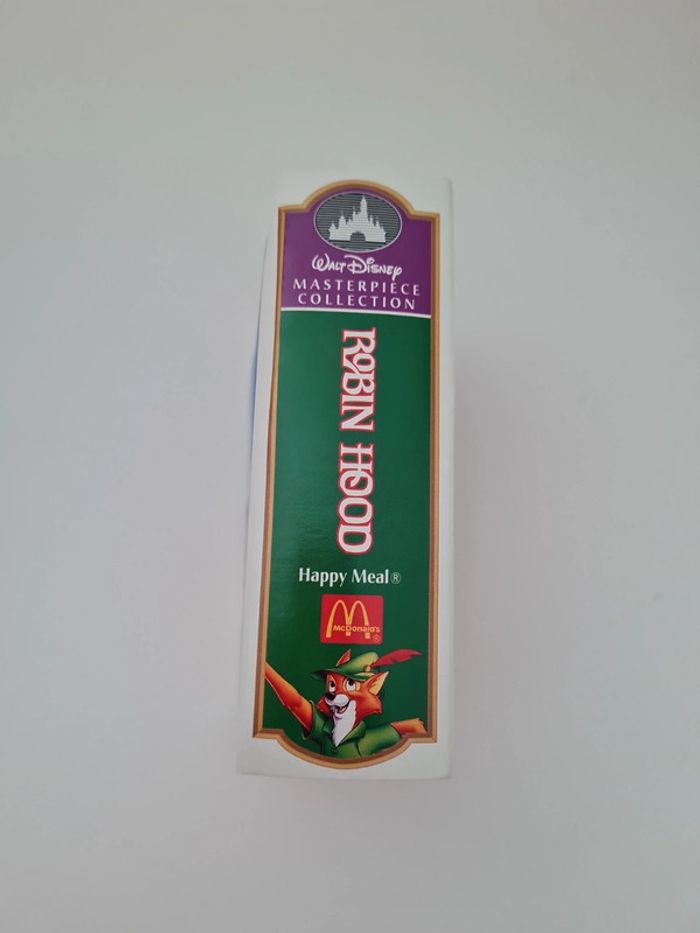 Walt Disney
MASTERPIECE
COLLECTION
ROBIN HOOD
Happy Meal®
McDonald's®